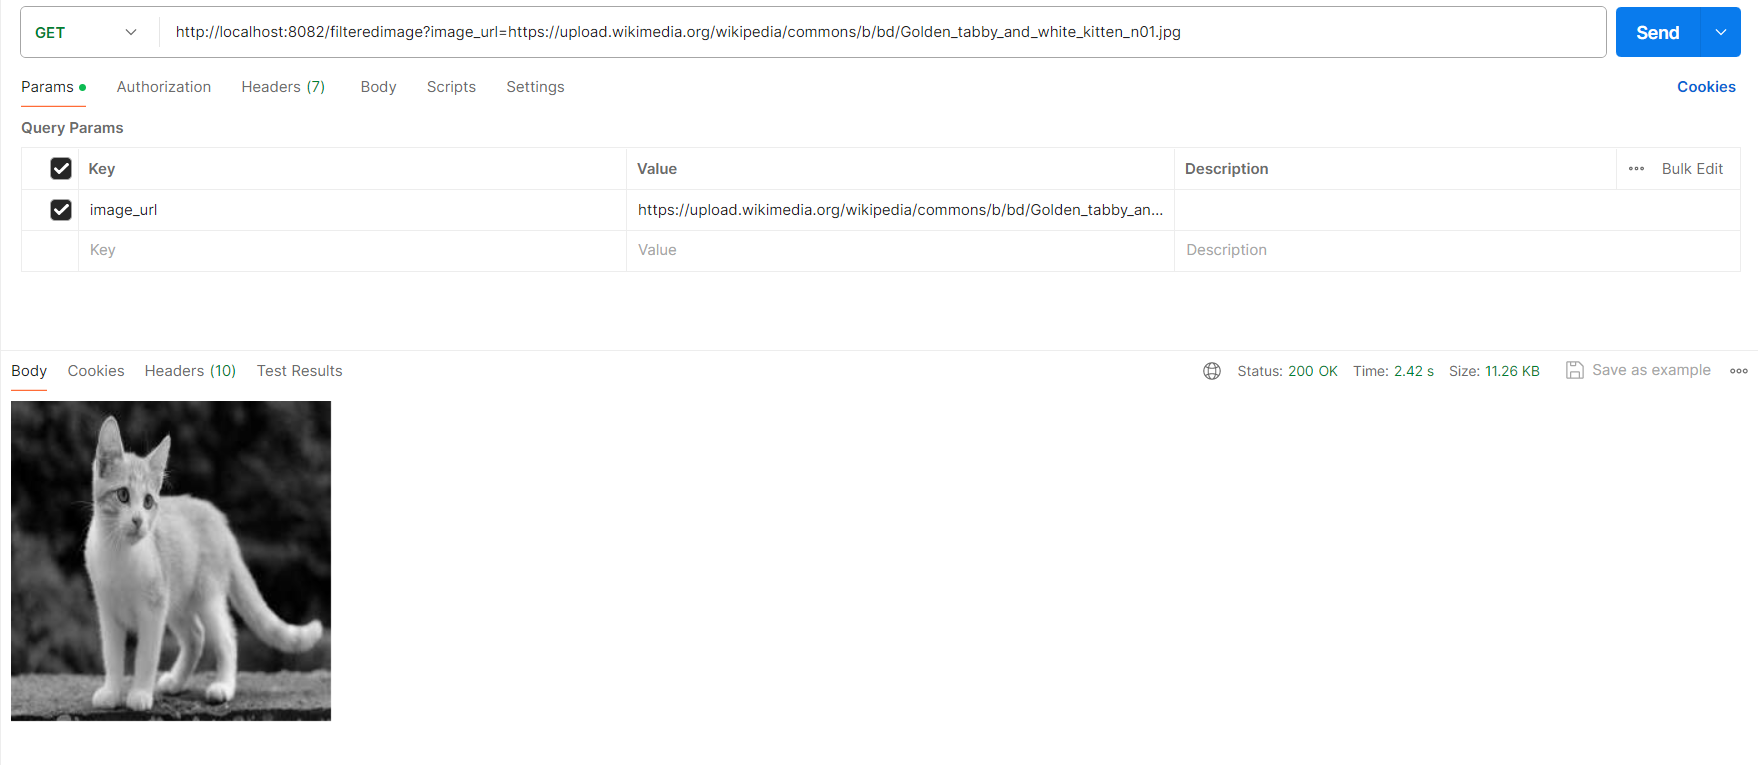 GET http://localhost:8082/filteredimage?image_url=https://upload.wikimedia.org/wikipedia/commons/b/bd/Golden_tabby_and_white_kitten_n01.jpg Send
Params Authorization Headers (7) Body Scripts Settings Cookies
Query Params
Key Value Description Bulk Edit
image_url https://upload.wikimedia.org/wikipedia/commons/b/bd/Golden_tabby_an...
Key Value Description
Body Cookies Headers (10) Test Results Status: 200 OK Time: 2.42 s Size: 11.26 KB Save as example